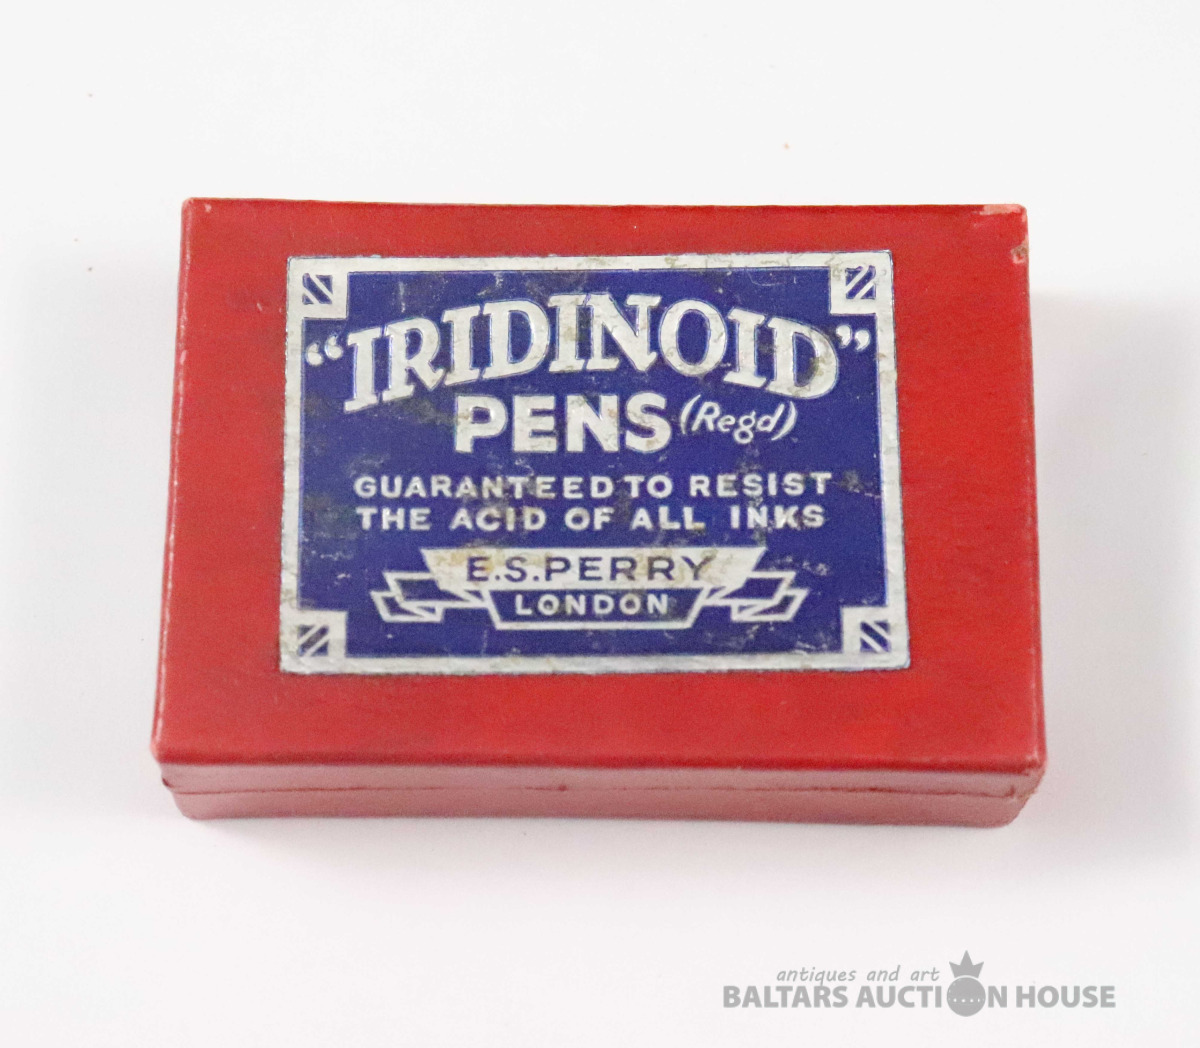 “IRIDINOID”
PENS (Regd)
GUARANTEED TO RESIST
THE ACID OF ALL INKS
E.S.PERRY
LONDON
antiques and art
BALTARS AUCTION HOUSE